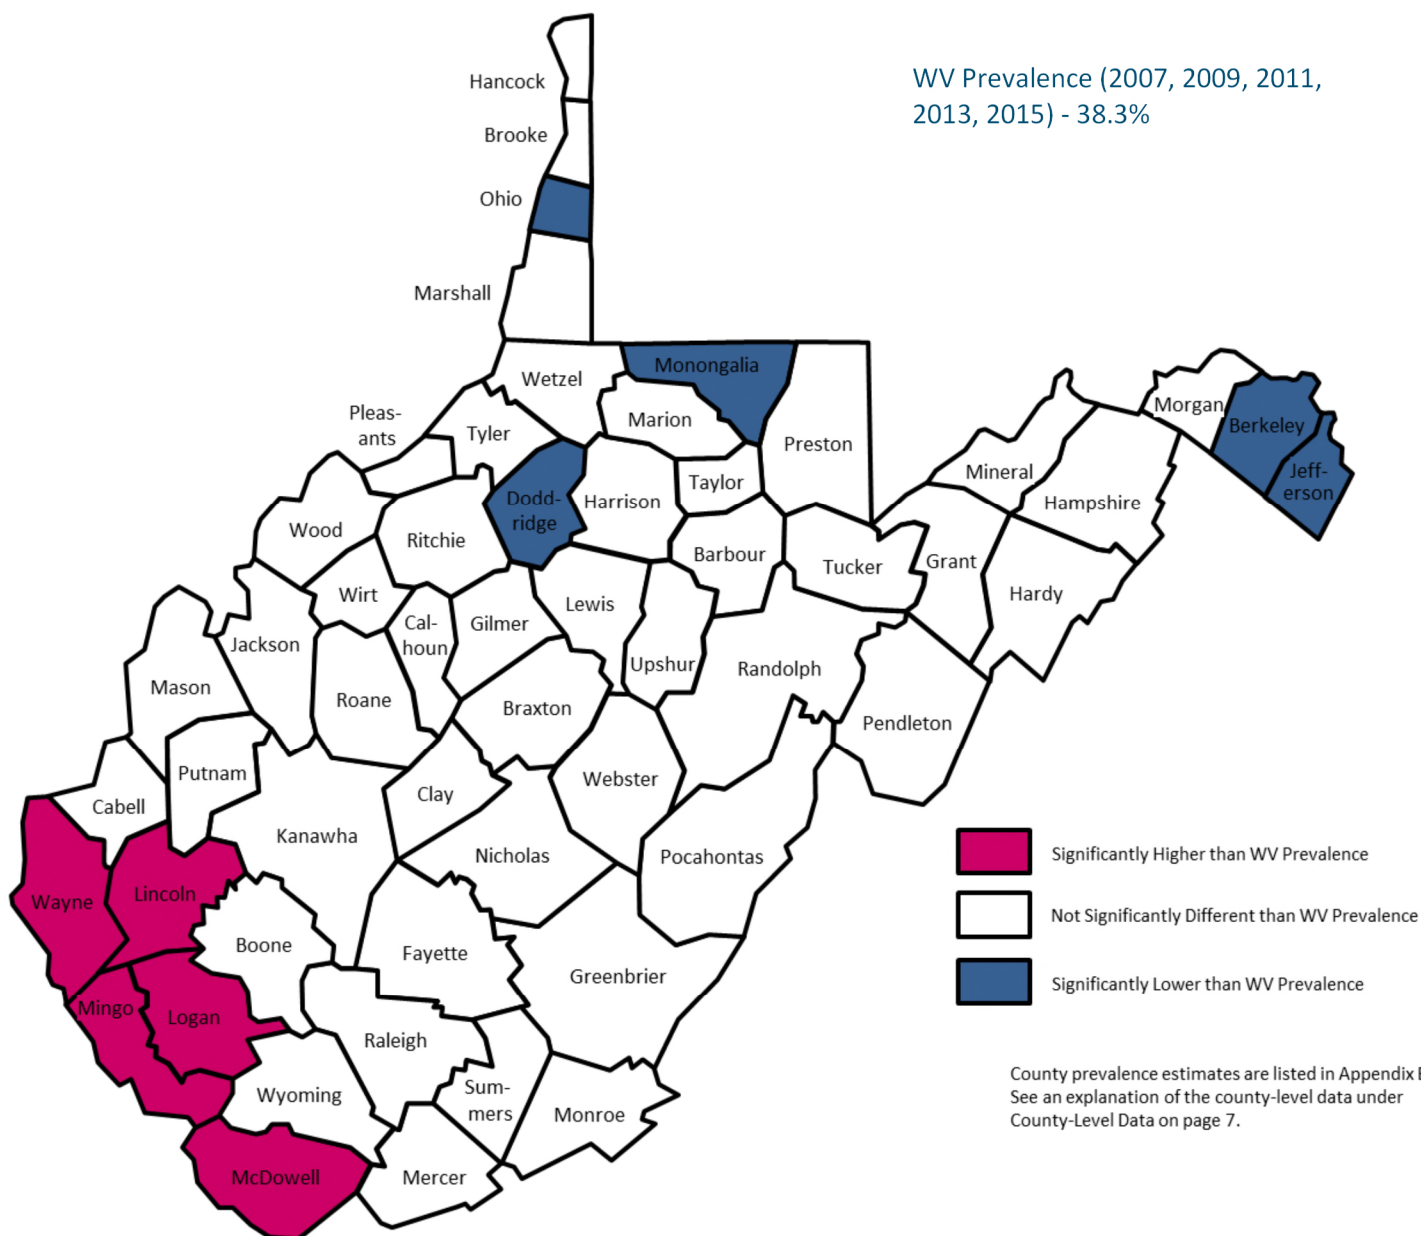 WV Prevalence (2007, 2009, 2011,
2013, 2015) - 38.3%
Hancock
Brooke
Ohio
Marshall
Wetzel
Monongalia
Marion
Preston
Pleas-
ants
Tyler
Dodd-
ridge
Harrison
Taylor
Mineral
Hampshire
Morgan
Berkeley
Jeff-
erson
Wood
Ritchie
Barbour
Tucker
Grant
Hardy
Wirt
Cal-
houn
Gilmer
Lewis
Upshur
Randolph
Jackson
Mason
Roane
Braxton
Pendleton
Putnam
Cabell
Clay
Webster
Kanawha
Nicholas
Pocahontas
Wayne
Lincoln
Boone
Fayette
Greenbrier
Mingo
Logan
Raleigh
Wyoming
Sum-
mers
Monroe
McDowell
Mercer
Significantly Higher than WV Prevalence
Not Significantly Different than WV Prevalence
Significantly Lower than WV Prevalence
County prevalence estimates are listed in Appendix
See an explanation of the county-level data under
County-Level Data on page 7.